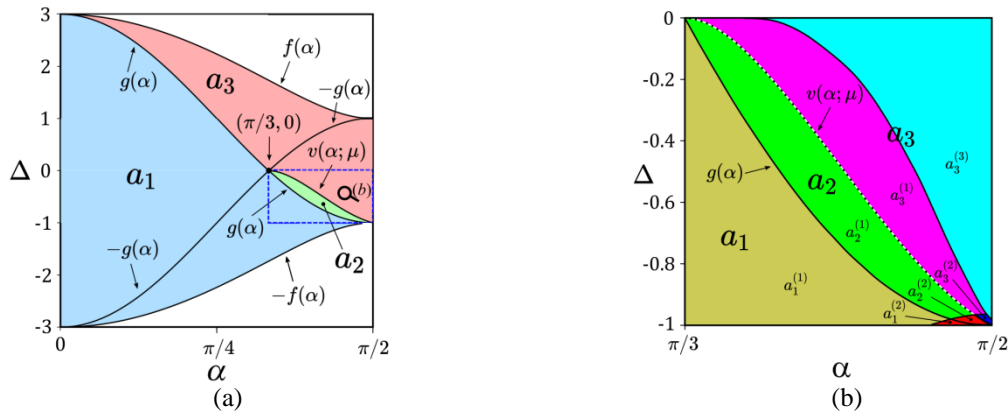 3
2
1
0
-1
-2
-3
Δ
0
π/4
π/2
α
g(α)
a₃
f(α)
-g(α)
(π/3, 0)
v(α; μ)
a₁
(b)
g(α)
a₂
-g(α)
-f(α)
(a)
0
-0.2
-0.4
-0.6
-0.8
-1
Δ
π/3
π/2
α
v(α; μ)
a₃
a₃⁽³⁾
g(α)
a₂
a₃⁽¹⁾
a₂⁽¹⁾
a₁
a₁⁽¹⁾
a₃⁽²⁾
a₂⁽²⁾
a₁⁽²⁾
(b)